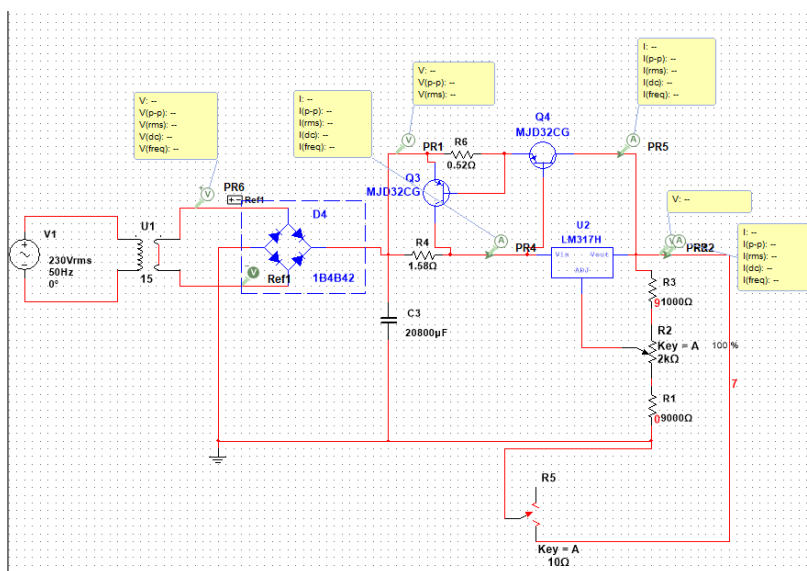 I: --
I(p-p): --
I(rms): --
I(dc): --
I(freq): --
V: --
V(p-p): --
V(rms): --
V: --
V(p-p): --
V(rms): --
V(dc): --
V(freq): --
I: --
I(p-p): --
I(rms): --
I(dc): --
I(freq): --
Q4
MJD32CG
V
A
PR1
R6
0.52Ω
PR5
Q3
MJD32CG
V: --
V
PR6
Ref1
D4
U2
LM317H
I: --
I(p-p): --
I(rms): --
I(dc): --
I(freq): --
V1
230Vrms
50Hz
0°
U1
15
A
R4
1.58Ω
PR4
Vin
Vout
ADJ
V
A
V
Ref1
1B4B42
R3
1000Ω
C3
20800µF
R2
Key = A
100 %
2kΩ
7
R1
9000Ω
R5
Key = A
10Ω